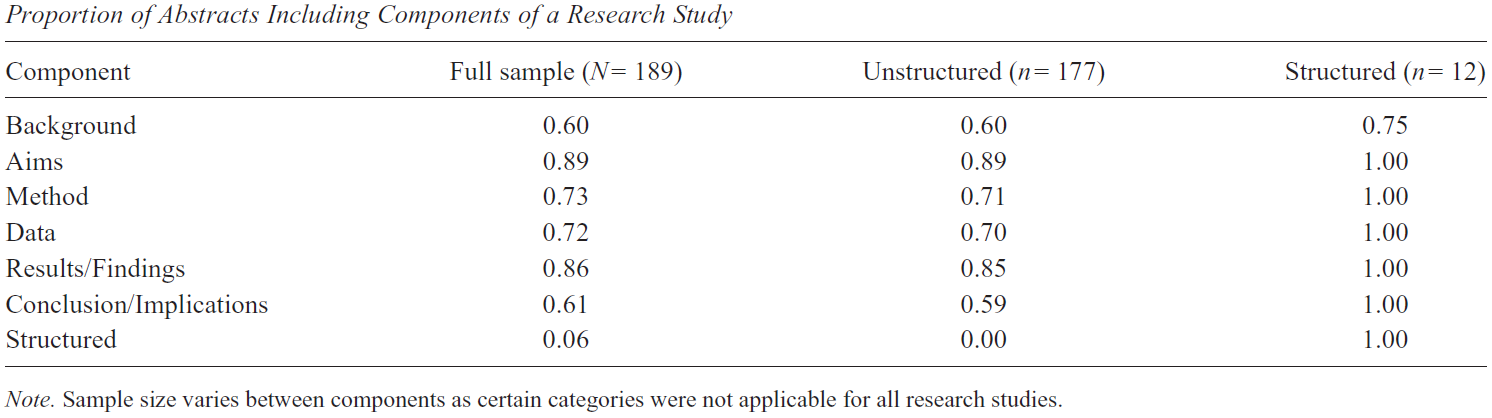 Proportion of Abstracts Including Components of a Research Study
Component Full sample (N= 189) Unstructured (n= 177) Structured (n= 12)
Background 0.60 0.60 0.75
Aims 0.89 0.89 1.00
Method 0.73 0.71 1.00
Data 0.72 0.70 1.00
Results/Findings 0.86 0.85 1.00
Conclusion/Implications 0.61 0.59 1.00
Structured 0.06 0.00 1.00
Note. Sample size varies between components as certain categories were not applicable for all research studies.